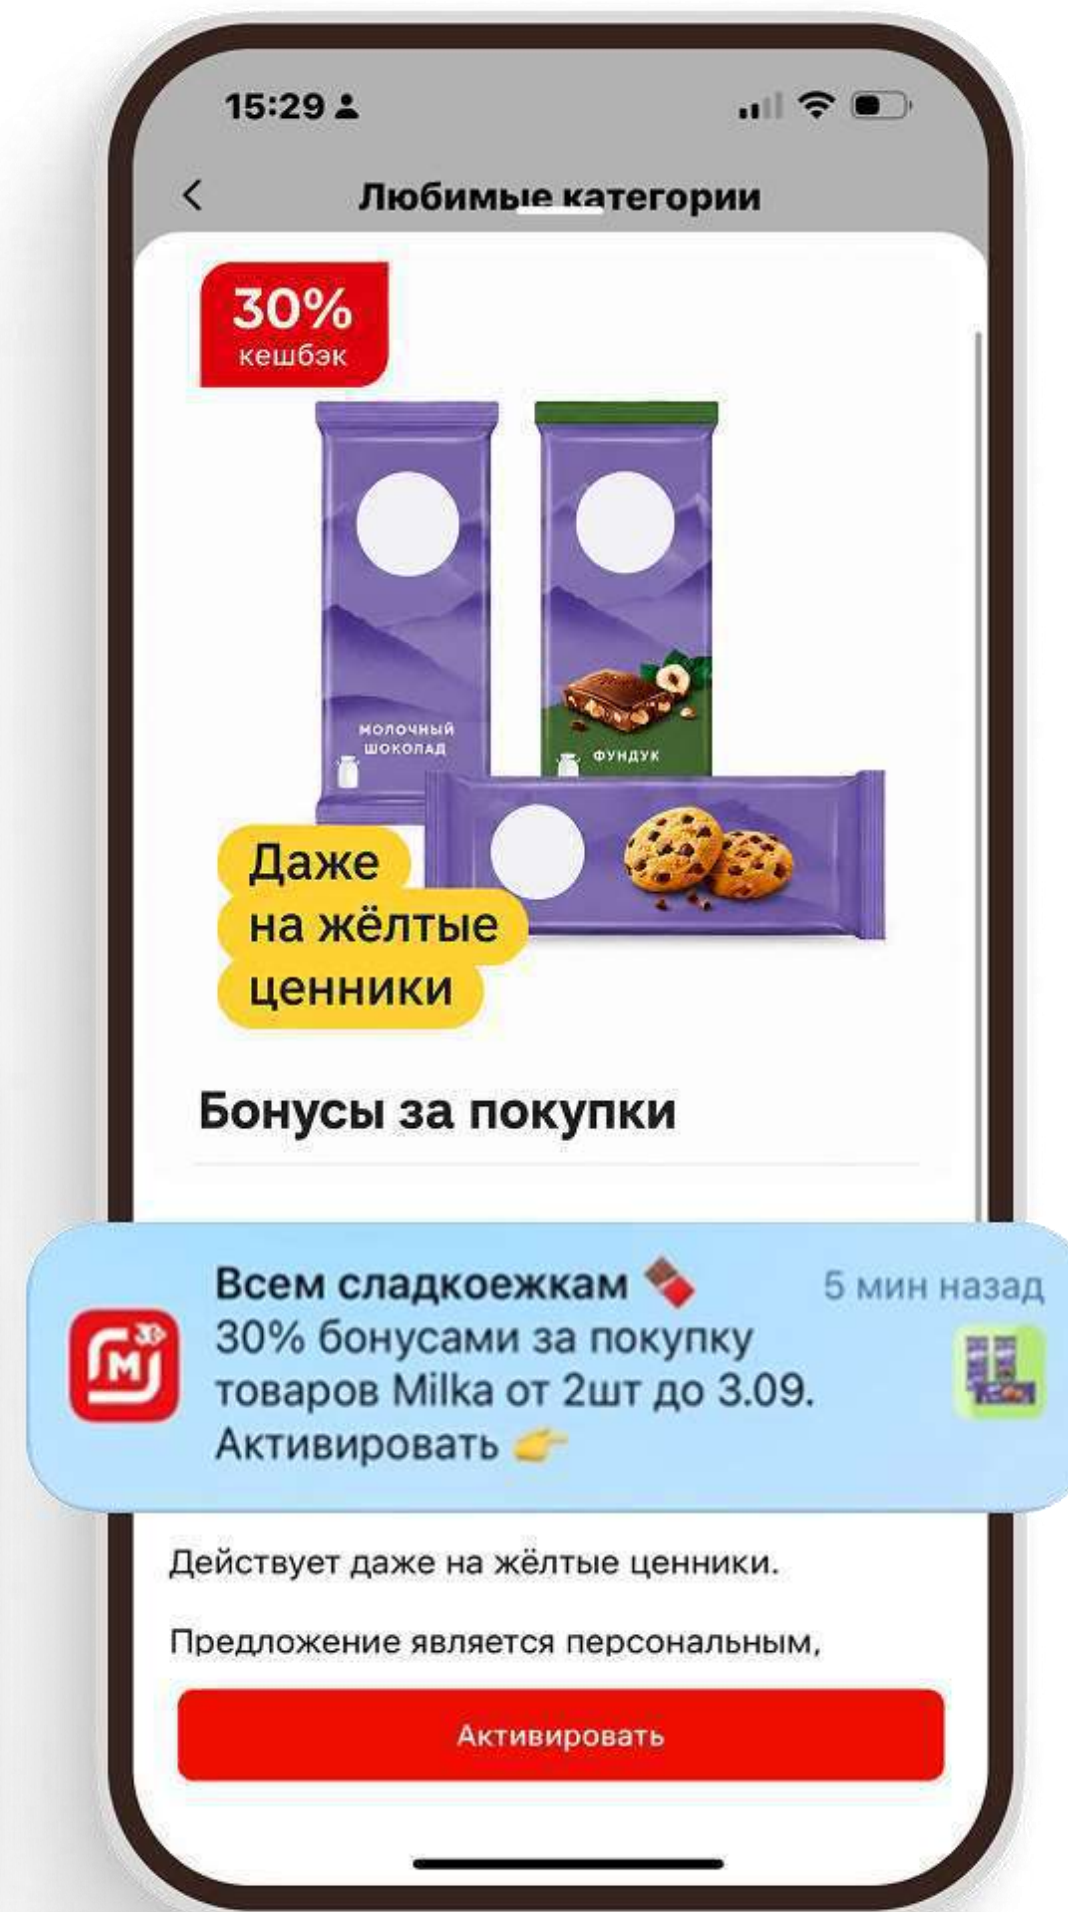 15:29
Любимые категории
30%
кешбэк
МОЛОЧНЫЙ
ШОКОЛАД
ФУНДУК
Даже
на жёлтые
ценники
Бонусы за покупки
Всем сладкоежкам 🍫
5 мин назад
30% бонусами за покупку
товаров Milka от 2шт до 3.09.
Активировать 👉
М
Действует даже на жёлтые ценники.
Предложение является персональным,
Активировать